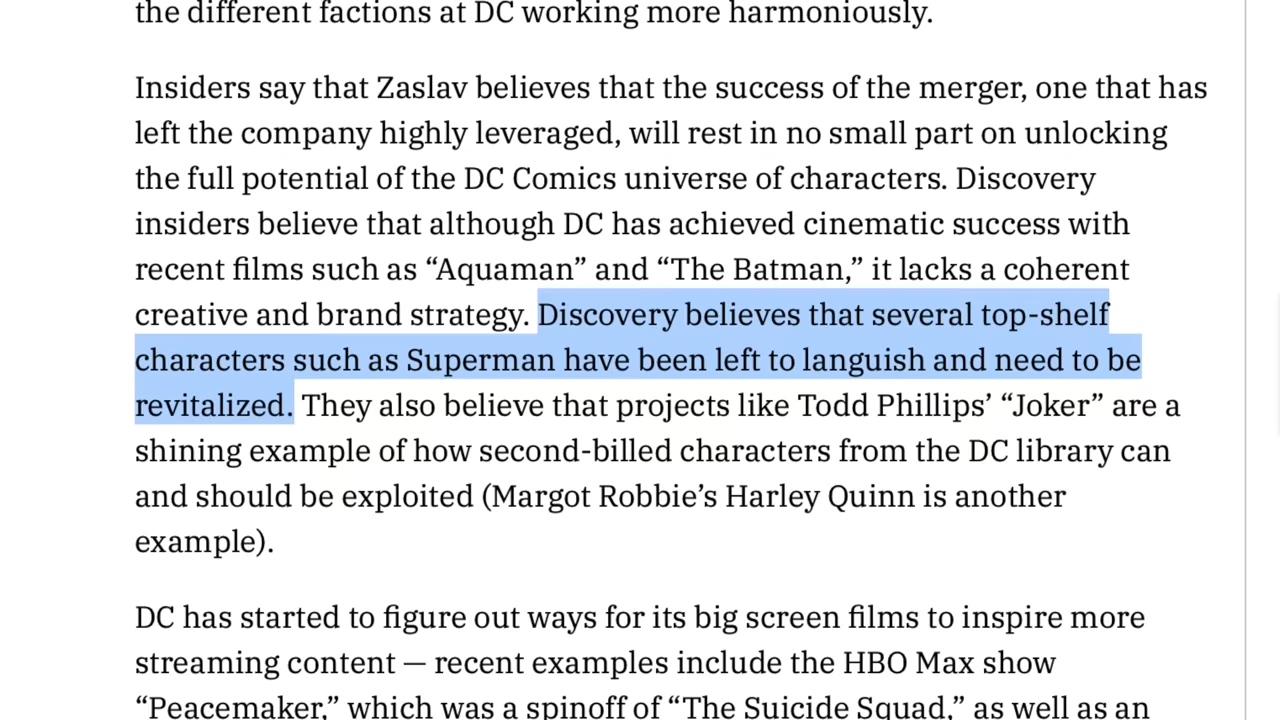 the different factions at DC working more harmoniously.
Insiders say that Zaslav believes that the success of the merger, one that has
left the company highly leveraged, will rest in no small part on unlocking
the full potential of the DC Comics universe of characters. Discovery
insiders believe that although DC has achieved cinematic success with
recent films such as “Aquaman” and “The Batman,” it lacks a coherent
creative and brand strategy. Discovery believes that several top-shelf
characters such as Superman have been left to languish and need to be
revitalized. They also believe that projects like Todd Phillips’ “Joker” are a
shining example of how second-billed characters from the DC library can
and should be exploited (Margot Robbie’s Harley Quinn is another
example).
DC has started to figure out ways for its big screen films to inspire more
streaming content — recent examples include the HBO Max show
“Peacemaker,” which was a spinoff of “The Suicide Squad,” as well as an